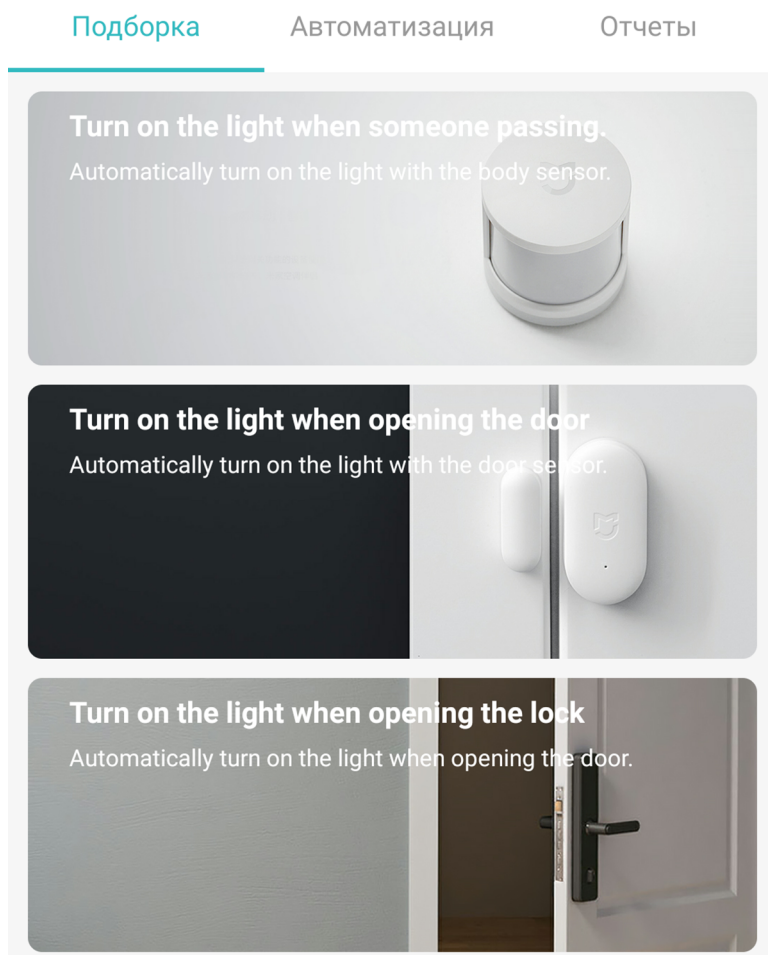 Подборка Автоматизация Отчеты
Turn on the light when someone passing.
Automatically turn on the light with the body sensor.
Turn on the light when opening the door
Automatically turn on the light with the door sensor.
Turn on the light when opening the lock
Automatically turn on the light when opening the door.